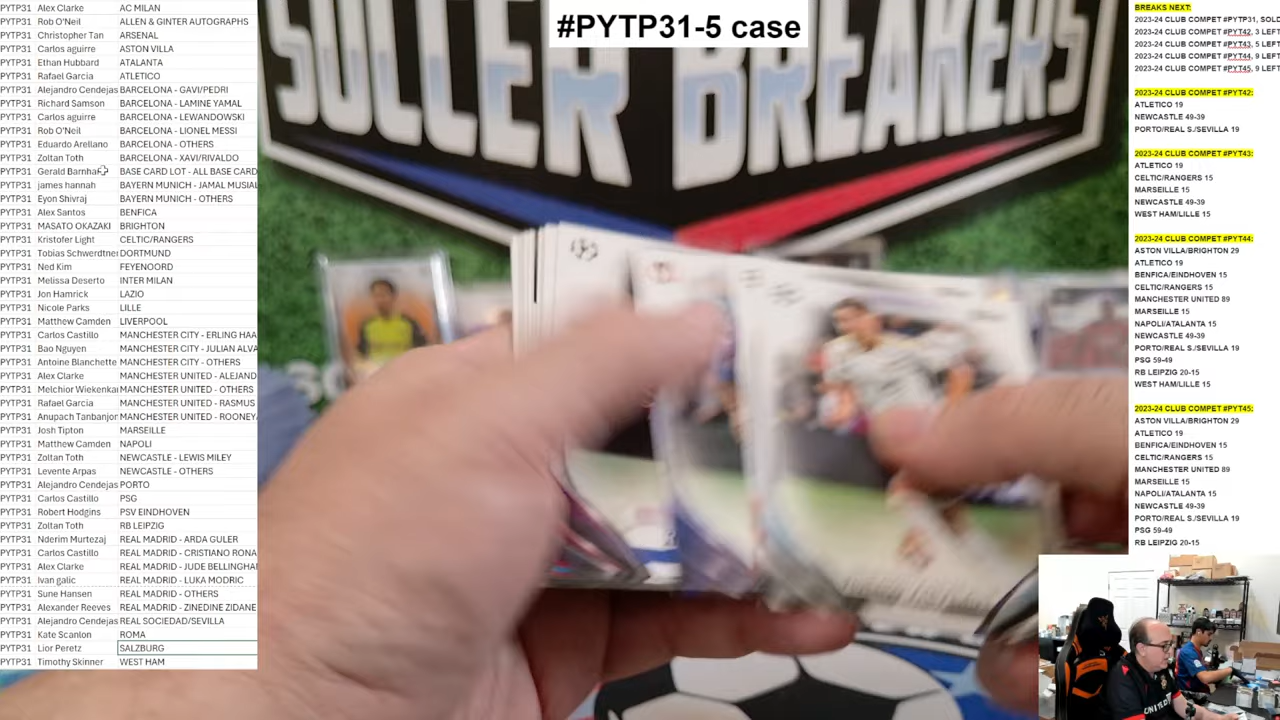 #PYTP31-5 case
SOCCER BREAKERS
PYTP31 Alex Clarke AC MILAN
PYTP31 Rob O'Neil ALLEN & GINTER AUTOGRAPHS
PYTP31 Christopher Tan ARSENAL
PYTP31 Carlos aguirre ASTON VILLA
PYTP31 Ethan Hubbard ATALANTA
PYTP31 Rafael Garcia ATLETICO
PYTP31 Alejandro Cendejas BARCELONA - GAVI/PEDRI
PYTP31 Richard Samson BARCELONA - LAMINE YAMAL
PYTP31 Carlos aguirre BARCELONA - LEWANDOWSKI
PYTP31 Rob O'Neil BARCELONA - LIONEL MESSI
PYTP31 Eduardo Arellano BARCELONA - OTHERS
PYTP31 Zoltan Toth BARCELONA - XAVI/RIVALDO
PYTP31 Gerald BASE CARD LOT - ALL BASE CARD
PYTP31 james hannah BAYERN MUNICH - JAMAL MUSIAL
PYTP31 Eyon Shivraj BAYERN MUNICH - OTHERS
PYTP31 Alex Santos BENFICA
PYTP31 MASATO OKAZAKI BRIGHTON
PYTP31 Kristofer Light CELTIC/RANGERS
PYTP31 Tobias Schwerdtner DORTMUND
PYTP31 Ned Kim FEYENOORD
PYTP31 Melissa Deserto INTER MILAN
PYTP31 Jon Hamrick LAZIO
PYTP31 Nicole Parks LILLE
PYTP31 Matthew Camden LIVERPOOL
PYTP31 Carlos Castillo MANCHESTER CITY - ERLING HAA
PYTP31 Bao Nguyen MANCHESTER CITY - JULIAN ALVA
PYTP31 Antoine Blanchette MANCHESTER CITY - OTHERS
PYTP31 Alex Clarke MANCHESTER UNITED - ALEJAND
PYTP31 Melchior Wiekenka MANCHESTER UNITED - OTHERS
PYTP31 Rafael Garcia MANCHESTER UNITED - RASMUS
PYTP31 Anupach Tanbanjon MANCHESTER UNITED - ROONEY
PYTP31 Josh Tipton MARSEILLE
PYTP31 Matthew Camden NAPOLI
PYTP31 Zoltan Toth NEWCASTLE - LEWIS MILEY
PYTP31 Levente Arpas NEWCASTLE - OTHERS
PYTP31 Alejandro Cendejas PORTO
PYTP31 Carlos Castillo PSG
PYTP31 Robert Hodgins PSV EINDHOVEN
PYTP31 Zoltan Toth RB LEIPZIG
PYTP31 Nderim Murtezaj REAL MADRID - ARDA GULER
PYTP31 Carlos Castillo REAL MADRID - CRISTIANO RONA
PYTP31 Alex Clarke REAL MADRID - JUDE BELLINGHA
PYTP31 Ivan galic REAL MADRID - LUKA MODRIC
PYTP31 Sune Hansen REAL MADRID - OTHERS
PYTP31 Alexander Reeves REAL MADRID - ZINEDINE ZIDANE
PYTP31 Alejandro Cendejas REAL SOCIEDAD/SEVILLA
PYTP31 Kate Scanlon ROMA
PYTP31 Lior Peretz SALZBURG
PYTP31 Timothy Skinner WEST HAM
BREAKS NEXT:
2023-24 CLUB COMPET #PYTP31, SOLD
2023-24 CLUB COMPET #PYT42, 3 LEFT
2023-24 CLUB COMPET #PYT43, 5 LEFT
2023-24 CLUB COMPET #PYT44, 9 LEFT
2023-24 CLUB COMPET #PYT45, 9 LEFT
2023-24 CLUB COMPET #PYT42:
ATLETICO 19
NEWCASTLE 49-39
PORTO/REAL S./SEVILLA 19
2023-24 CLUB COMPET #PYT43:
ATLETICO 19
CELTIC/RANGERS 15
MARSEILLE 15
NEWCASTLE 49-39
WEST HAM/LILLE 15
2023-24 CLUB COMPET #PYT44:
ASTON VILLA/BRIGHTON 29
ATLETICO 19
BENFICA/EINDHOVEN 15
CELTIC/RANGERS 15
MANCHESTER UNITED 89
MARSEILLE 15
NAPOLI/ATALANTA 15
NEWCASTLE 49-39
PORTO/REAL S./SEVILLA 19
PSG 59-49
RB LEIPZIG 20-15
WEST HAM/LILLE 15
2023-24 CLUB COMPET #PYT45:
ASTON VILLA/BRIGHTON 29
ATLETICO 19
BENFICA/EINDHOVEN 15
CELTIC/RANGERS 15
MANCHESTER UNITED 89
MARSEILLE 15
NAPOLI/ATALANTA 15
NEWCASTLE 49-39
PORTO/REAL S./SEVILLA 19
PSG 59-49
RB LEIPZIG 20-15